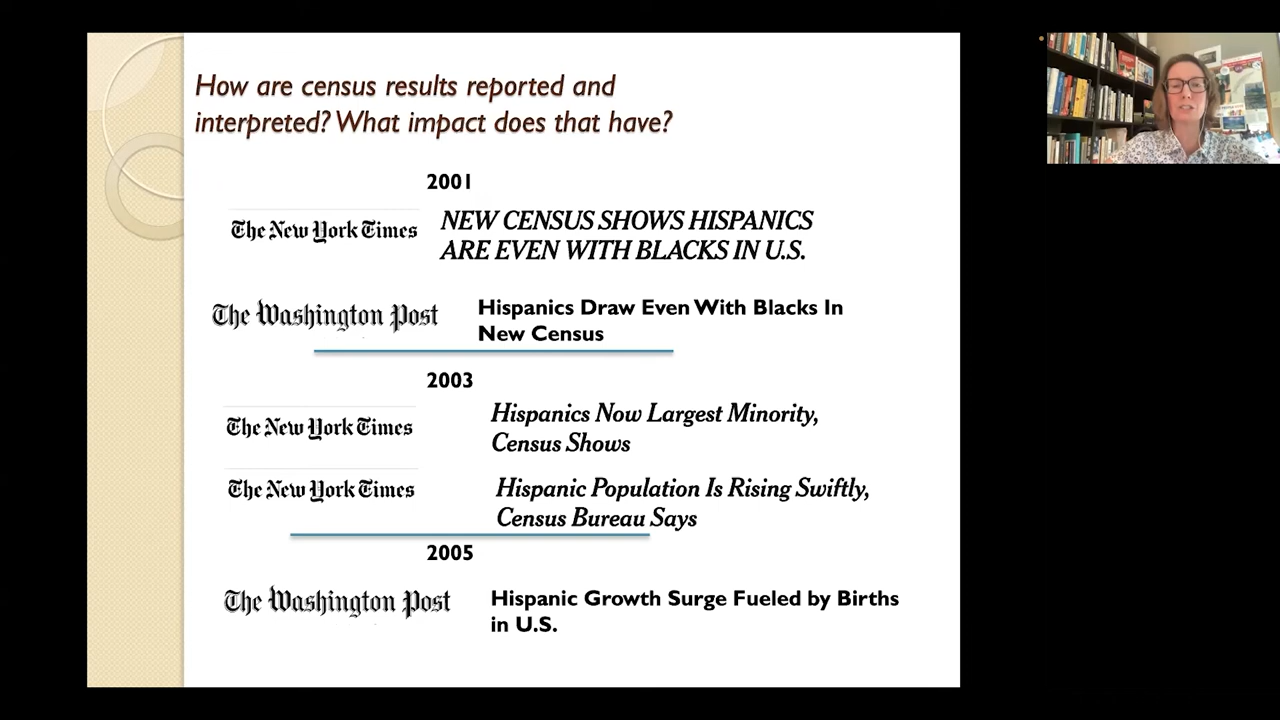 How are census results reported and
interpreted? What impact does that have?
2001
The New York Times
NEW CENSUS SHOWS HISPANICS
ARE EVEN WITH BLACKS IN U.S.
The Washington Post
Hispanics Draw Even With Blacks In
New Census
2003
The New York Times
Hispanics Now Largest Minority,
Census Shows
The New York Times
Hispanic Population Is Rising Swiftly,
Census Bureau Says
2005
The Washington Post
Hispanic Growth Surge Fueled by Births
in U.S.